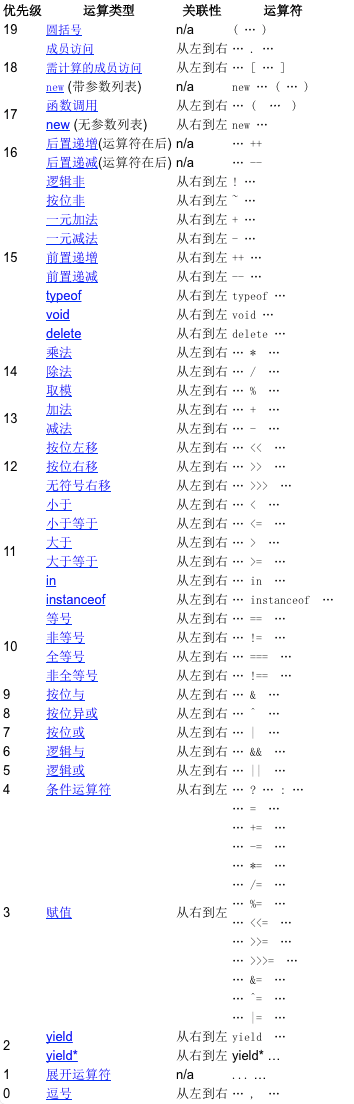 优先级 运算类型 关联性 运算符
19 圆括号 n/a ( … )
成员访问 从左到右 … . …
18 需计算的成员访问 从左到右 … [ … ]
new (带参数列表) n/a new … ( … )
17 函数调用 从左到右 … ( … )
new (无参数列表) 从右到左 new …
16 后置递增(运算符在后) n/a … ++
后置递减(运算符在后) n/a … --
逻辑非 从右到左 ! …
按位非 从右到左 ~ …
一元加法 从右到左 + …
一元减法 从右到左 - …
15 前置递增 从右到左 ++ …
前置递减 从右到左 -- …
typeof 从右到左 typeof …
void 从右到左 void …
delete 从右到左 delete …
乘法 从左到右 … * …
14 除法 从左到右 … / …
取模 从左到右 … % …
13 加法 从左到右 … + …
减法 从左到右 … - …
按位左移 从左到右 … << …
12 按位右移 从左到右 … >> …
无符号右移 从左到右 … >>> …
小于 从左到右 … < …
小于等于 从左到右 … <= …
11 大于 从左到右 … > …
大于等于 从左到右 … >= …
in 从左到右 … in …
instanceof 从左到右 … instanceof …
等号 从左到右 … == …
10 非等号 从左到右 … != …
全等号 从左到右 … === …
非全等号 从左到右 … !== …
9 按位与 从左到右 … & …
8 按位异或 从左到右 … ^ …
7 按位或 从左到右 … | …
6 逻辑与 从左到右 … && …
5 逻辑或 从左到右 … || …
4 条件运算符 从右到左 … ? … : …
… = …
… += …
… -= …
… *= …
… /= …
3 赋值 从右到左 … %= …
… <<= …
… >>= …
… >>>= …
… &= …
… ^= …
… |= …
2 yield 从右到左 yield …
yield* 从右到左 yield* …
1 展开运算符 n/a ... …
0 逗号 从左到右 … , …